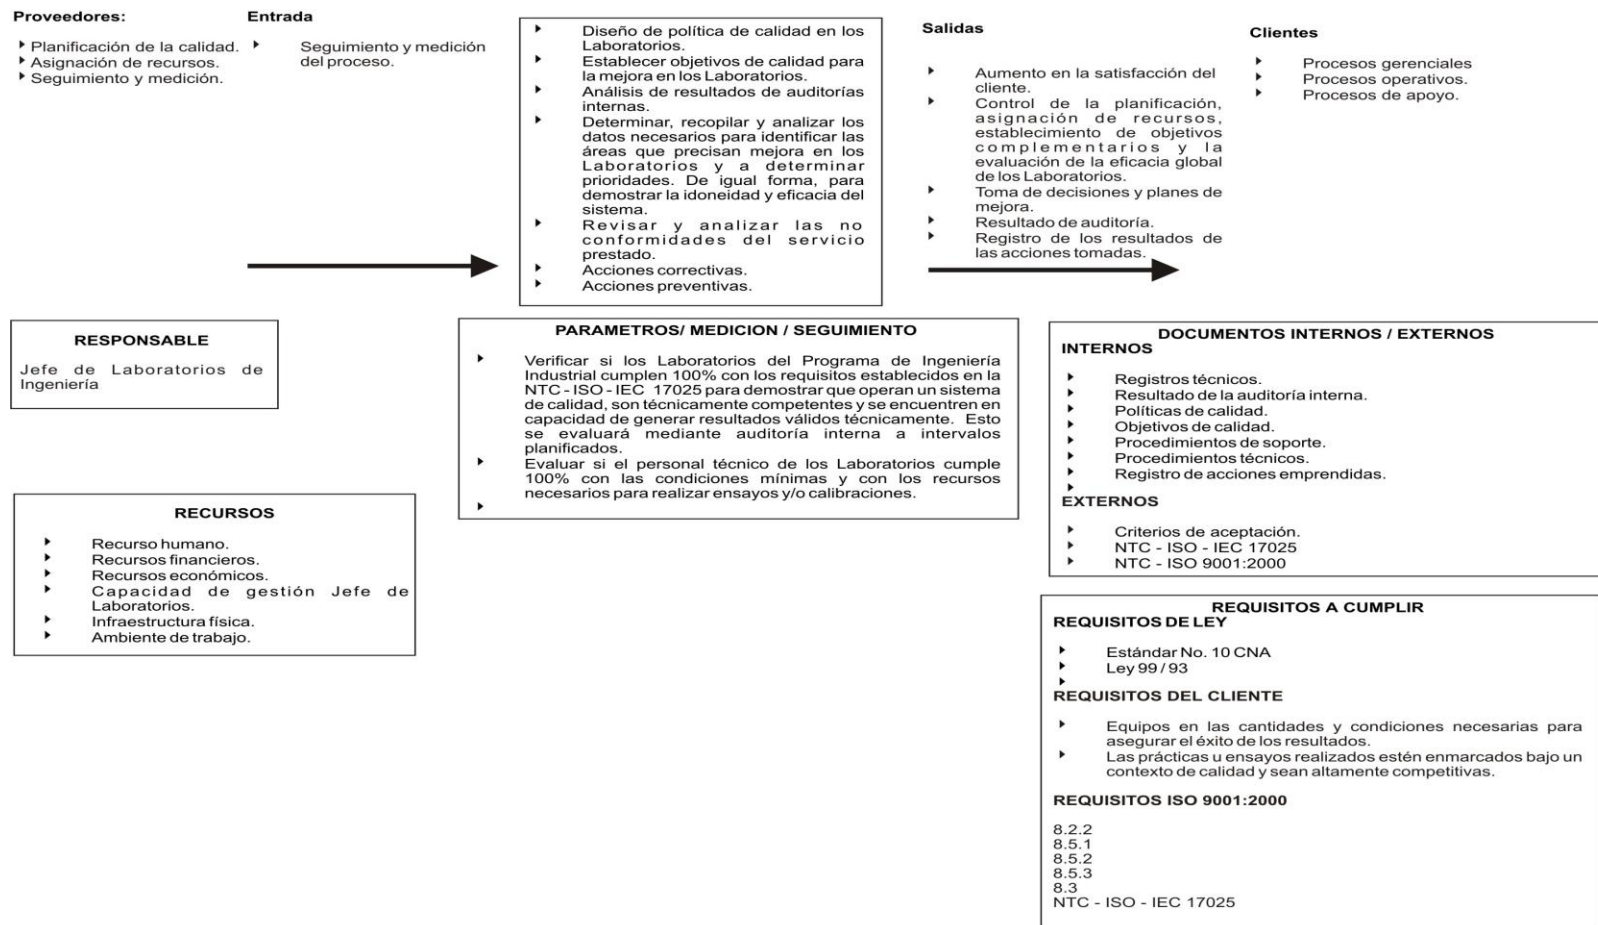 Proveedores:
Planificación de la calidad.
Asignación de recursos.
Seguimiento y medición.
Entrada
Seguimiento y medición
del proceso.
Diseño de política de calidad en los
Laboratorios.
Establecer objetivos de calidad para
la mejora en los Laboratorios.
Análisis de resultados de auditorías
internas.
Determinar, recopilar y analizar los
datos necesarios para identificar las
áreas que precisan mejora en los
Laboratorios y a determinar
prioridades. De igual forma, para
demostrar la idoneidad y eficacia del
sistema.
Revisar y analizar las no
conformidades del servicio
prestado.
Acciones correctivas.
Acciones preventivas.
Salidas
Aumento en la satisfacción del
cliente.
Control de la planificación,
asignación de recursos,
establecimiento de objetivos
complementarios y la
evaluación de la eficacia global
de los Laboratorios.
Toma de decisiones y planes de
mejora.
Resultado de auditoría.
Registro de los resultados de
las acciones tomadas.
Clientes
Procesos gerenciales
Procesos operativos.
Procesos de apoyo.
RESPONSABLE
Jefe de Laboratorios de
Ingeniería
PARAMETROS/ MEDICION / SEGUIMIENTO
Verificar si los Laboratorios del Programa de Ingeniería
Industrial cumplen 100% con los requisitos establecidos en la
NTC - ISO - IEC 17025 para demostrar que operan un sistema
de calidad, son técnicamente competentes y se encuentren en
capacidad de generar resultados válidos técnicamente. Esto
se evaluará mediante auditoría interna a intervalos
planificados.
Evaluar si el personal técnico de los Laboratorios cumple
100% con las condiciones mínimas y con los recursos
necesarios para realizar ensayos y/o calibraciones.
DOCUMENTOS INTERNOS / EXTERNOS
INTERNOS
Registros técnicos.
Resultado de la auditoría interna.
Políticas de calidad.
Objetivos de calidad.
Procedimientos de soporte.
Procedimientos técnicos.
Registro de acciones emprendidas.
EXTERNOS
Criterios de aceptación.
NTC - ISO - IEC 17025
NTC - ISO 9001:2000
RECURSOS
Recurso humano.
Recursos financieros.
Recursos económicos.
Capacidad de gestión Jefe de
Laboratorios.
Infraestructura física.
Ambiente de trabajo.
REQUISITOS A CUMPLIR
REQUISITOS DE LEY
Estándar No. 10 CNA
Ley 99 / 93
REQUISITOS DEL CLIENTE
Equipos en las cantidades y condiciones necesarias para
asegurar el éxito de los resultados.
Las prácticas u ensayos realizados estén enmarcados bajo un
contexto de calidad y sean altamente competitivas.
REQUISITOS ISO 9001:2000
8.2.2
8.5.1
8.5.2
8.5.3
8.3
NTC - ISO - IEC 17025